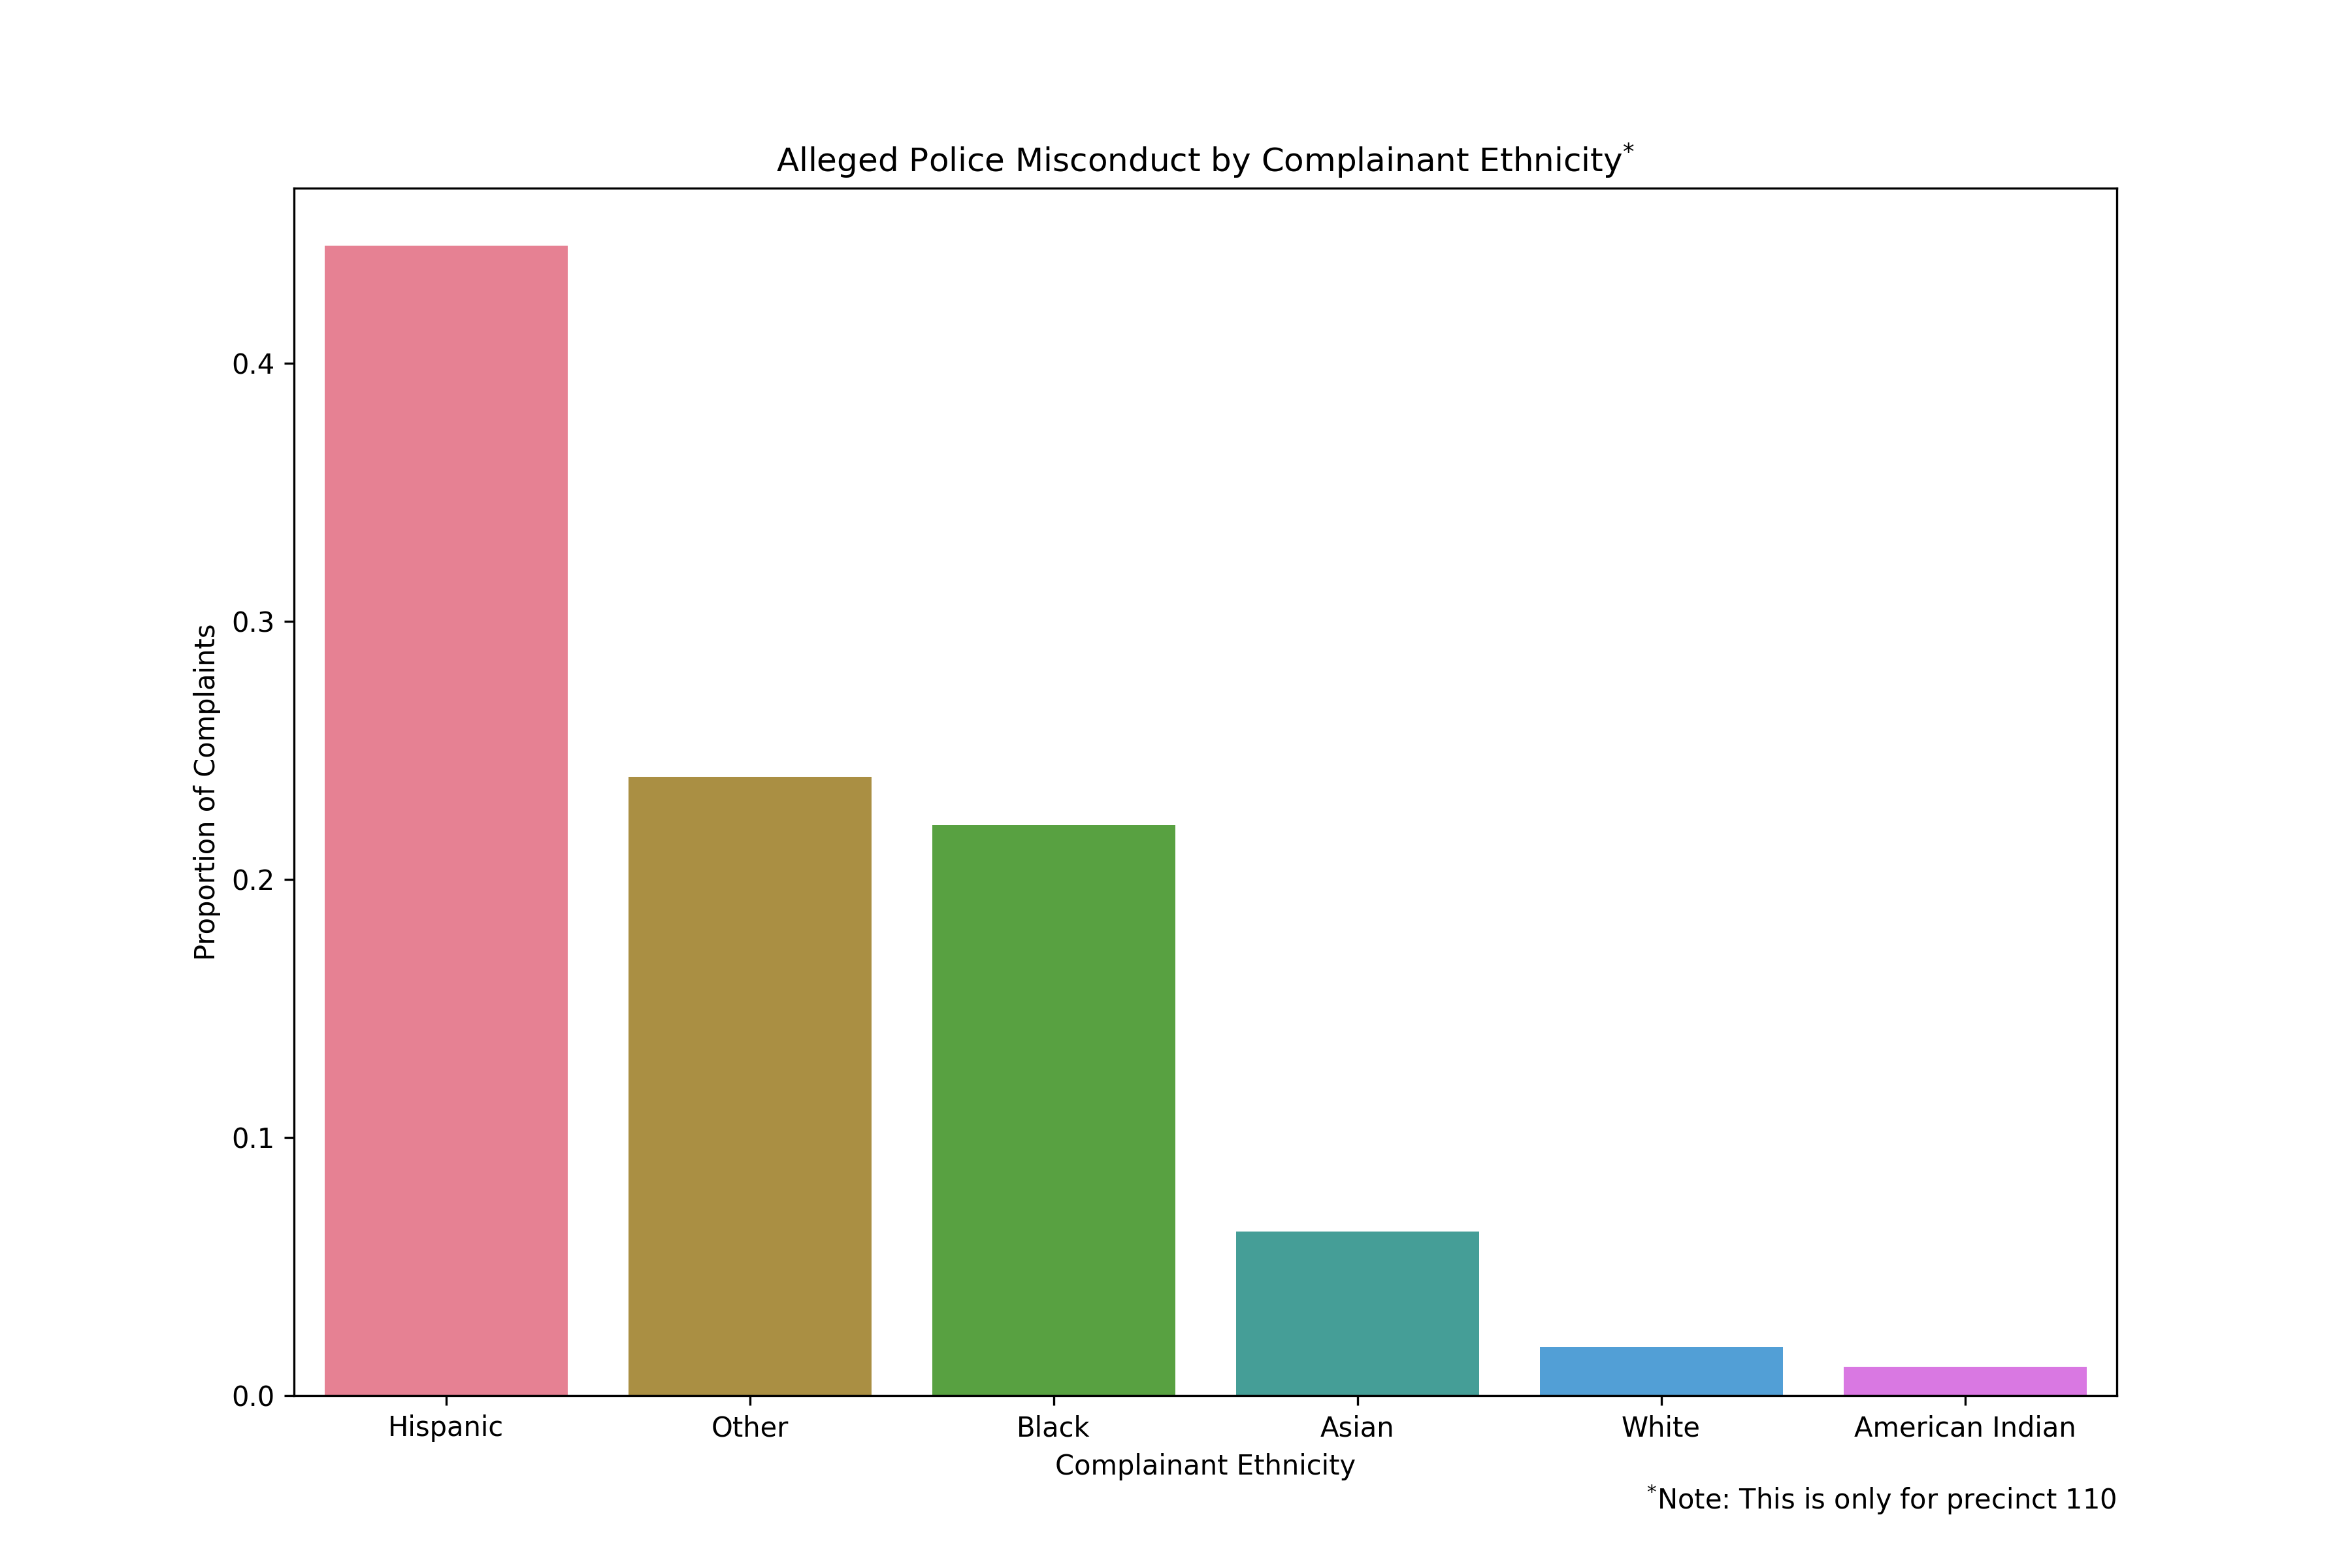 Alleged Police Misconduct by Complainant Ethnicity*
Proportion of Complaints
0.4
0.3
0.2
0.1
0.0
Hispanic Other Black Asian White American Indian
Complainant Ethnicity
*Note: This is only for precinct 110